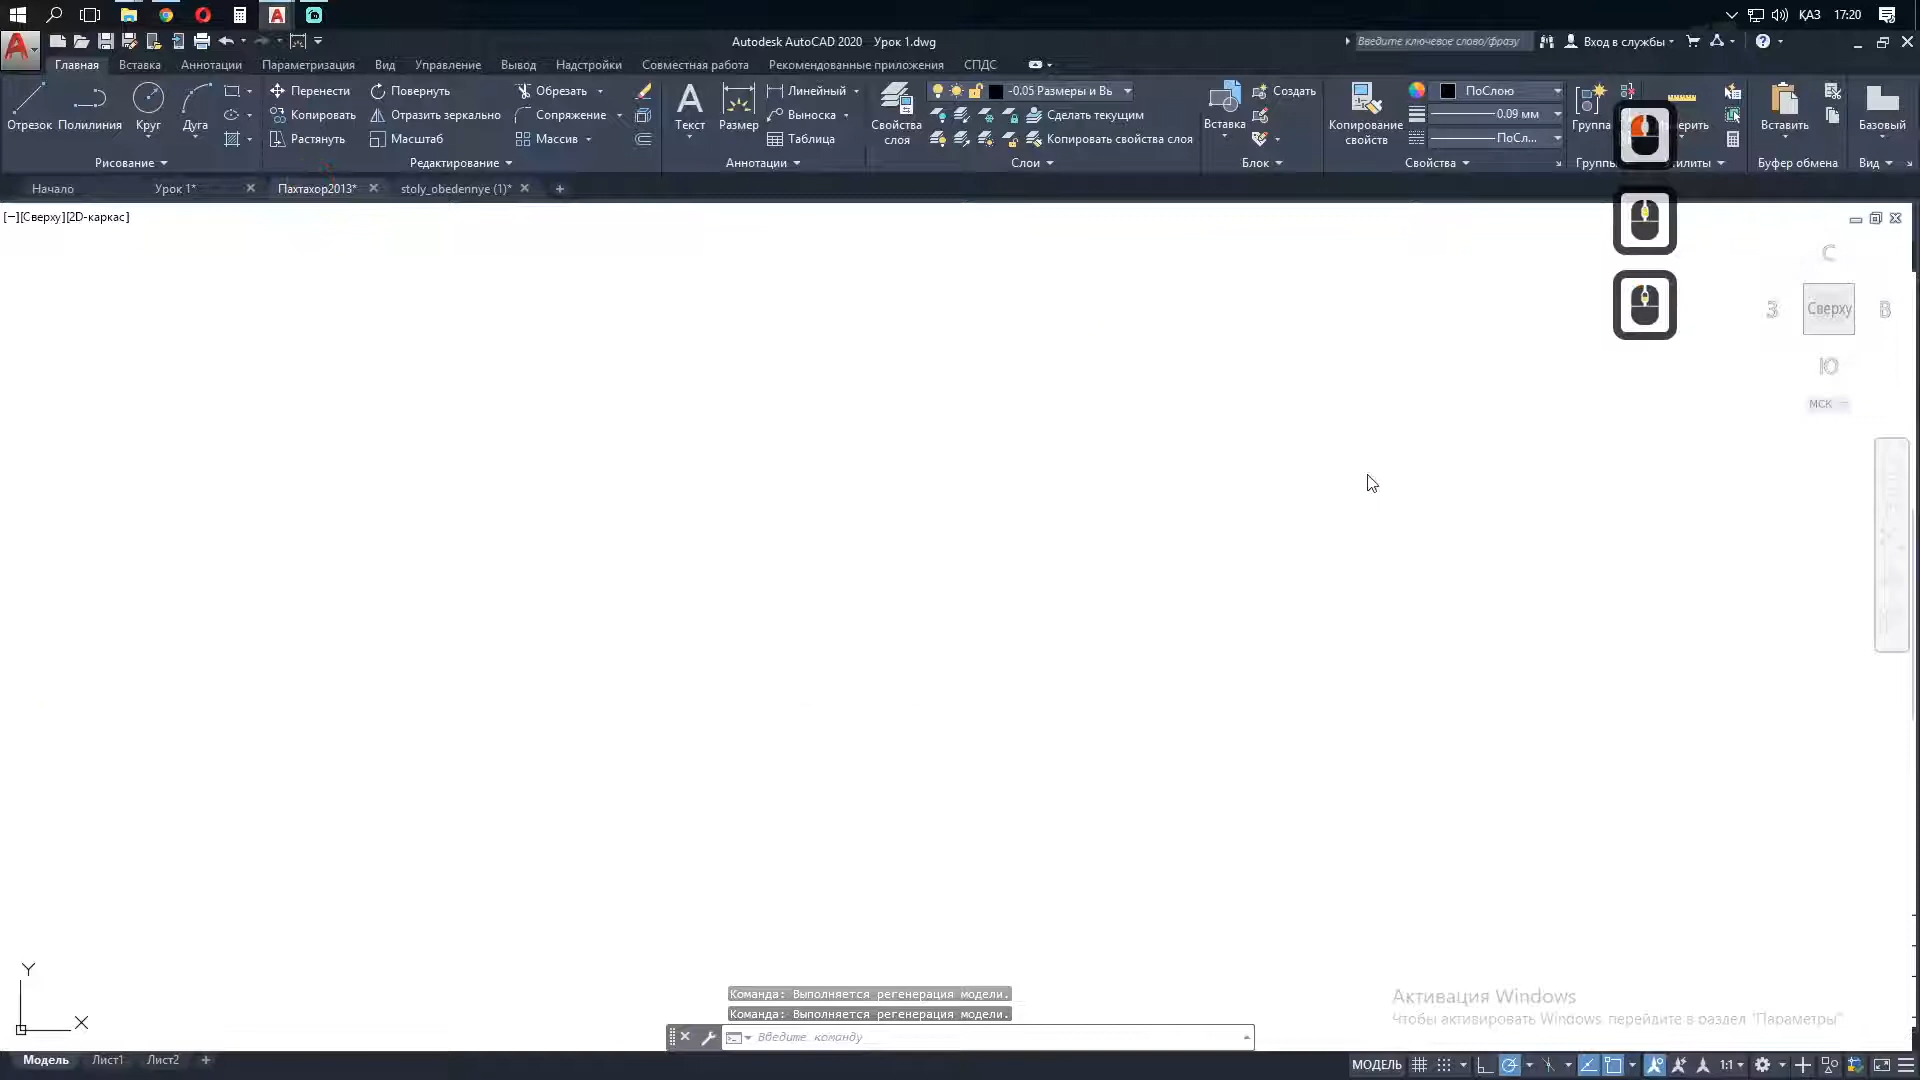 ҚАЗ 17:20
Autodesk AutoCAD 2020 Урок 1.dwg
Введите ключевое слово/фразу
Вход в службы
Главная Вставка Аннотации Параметризация Вид Управление Вывод Надстройки Совместная работа Рекомендованные приложения СПДС
Отрезок Полилиния Круг Дуга
Рисование
Перенести Повернуть Обрезать
Копировать Отразить зеркально Сопряжение
Растянуть Масштаб Массив
Редактирование
Текст Размер
Линейный
Выноска
Таблица
Аннотации
Свойства
слоя
-0.05 Размеры и Вь
Сделать текущим
Копировать свойства слоя
Слои
Вставка
Создать
Блок
Копирование
свойств
ПоСлою
0.09 мм
ПоСл...
Свойства
Группа
Вставить
Буфер обмена
Базовый
Вид
Начало Урок 1* Пахтахор2013* stoly_obedennye (1)*
[−][Сверху][2D-каркас]
С
З Сверху В
Ю
МСК
Y
X
Команда: Выполняется регенерация модели.
Команда: Выполняется регенерация модели.
Введите команду
Активация Windows
Чтобы активировать Windows, перейдите в раздел "Параметры"
Модель Лист1 Лист2
МОДЕЛЬ 1:1